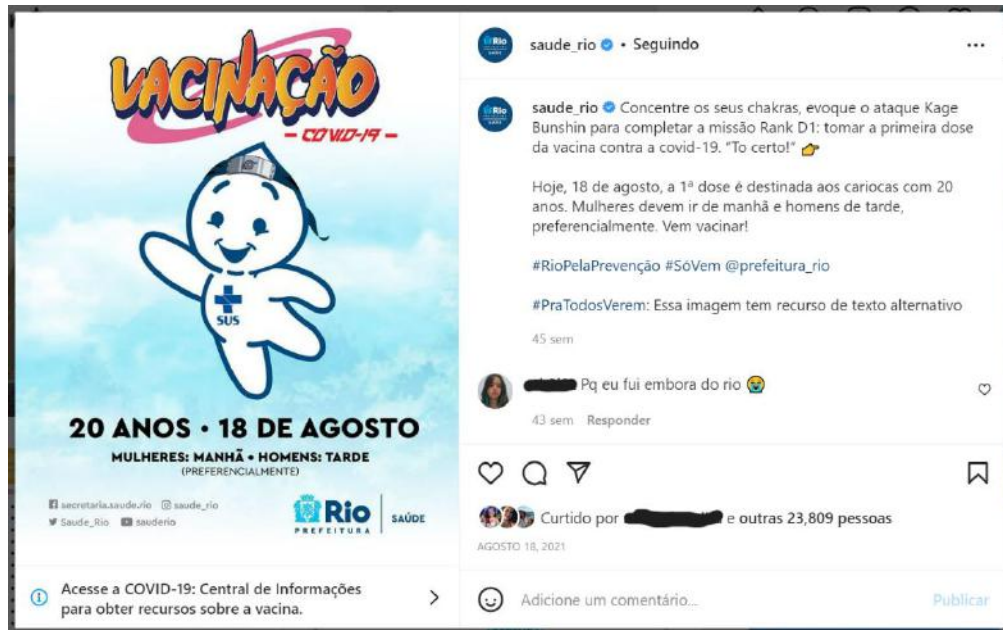 VACINAÇÃO
- COVID-19 -
SUS
20 ANOS • 18 DE AGOSTO
MULHERES: MANHÃ • HOMENS: TARDE
(PREFERENCIALMENTE)
secretaria.saude.rio saude_rio
Saude_Rio sauderio
Rio
PREFEITURA
SAÚDE
Acesse a COVID-19: Central de Informações
para obter recursos sobre a vacina.
saude_rio • Seguindo
saude_rio Concentre os seus chakras, evoque o ataque Kage
Bunshin para completar a missão Rank D1: tomar a primeira dose
da vacina contra a covid-19. "To certo!" 👉
Hoje, 18 de agosto, a 1ª dose é destinada aos cariocas com 20
anos. Mulheres devem ir de manhã e homens de tarde,
preferencialmente. Vem vacinar!
#RioPelaPrevenção #SóVem @prefeitura_rio
#PraTodosVerem: Essa imagem tem recurso de texto alternativo
45 sem
Pq eu fui embora do rio 😭
43 sem Responder
Curtido por e outras 23,809 pessoas
AGOSTO 18, 2021
Adicione um comentário... Publicar